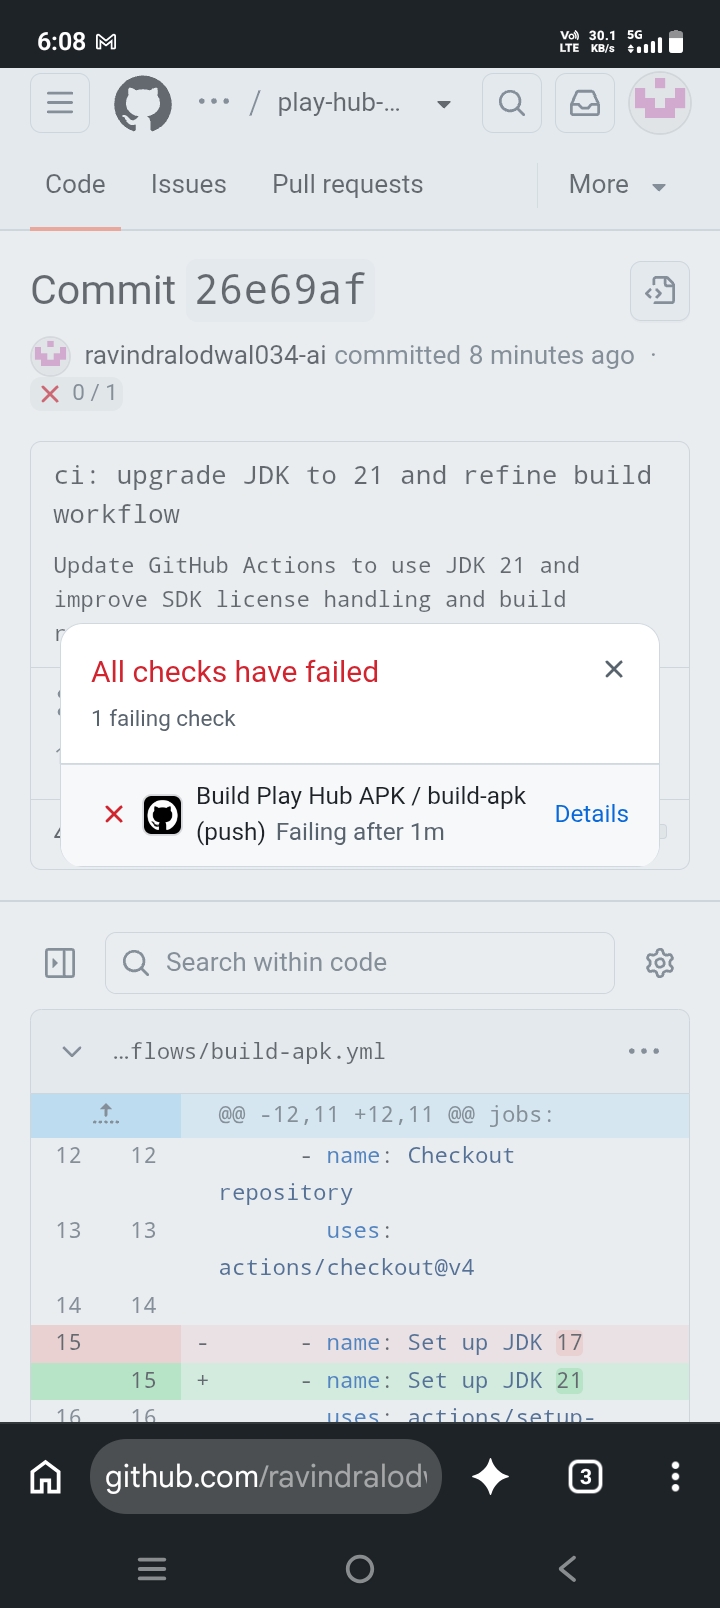 6:08
Vo) LTE 30.1 KB/s 5G
... / play-hub-...
Code Issues Pull requests More
Commit 26e69af
ravindralodwal034-ai committed 8 minutes ago ·
0 / 1
ci: upgrade JDK to 21 and refine build
workflow
Update GitHub Actions to use JDK 21 and
improve SDK license handling and build
All checks have failed
1 failing check
Build Play Hub APK / build-apk
(push) Failing after 1m
Details
Search within code
...flows/build-apk.yml
@@ -12,11 +12,11 @@ jobs:
12 12 - name: Checkout
repository
13 13 uses:
actions/checkout@v4
14 14
15 - - name: Set up JDK 17
15 + - name: Set up JDK 21
16 16 uses: actions/setup-
github.com/ravindralod
3